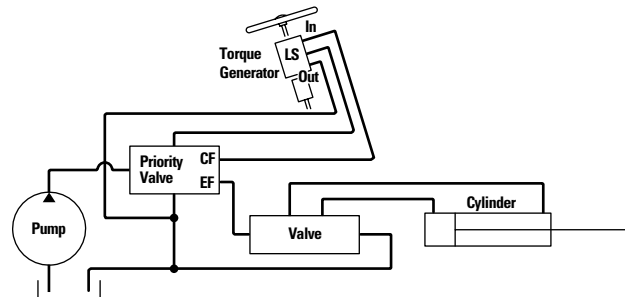 In
LS
Torque
Generator
Out
Priority
Valve
CF
EF
Pump
Valve
Cylinder